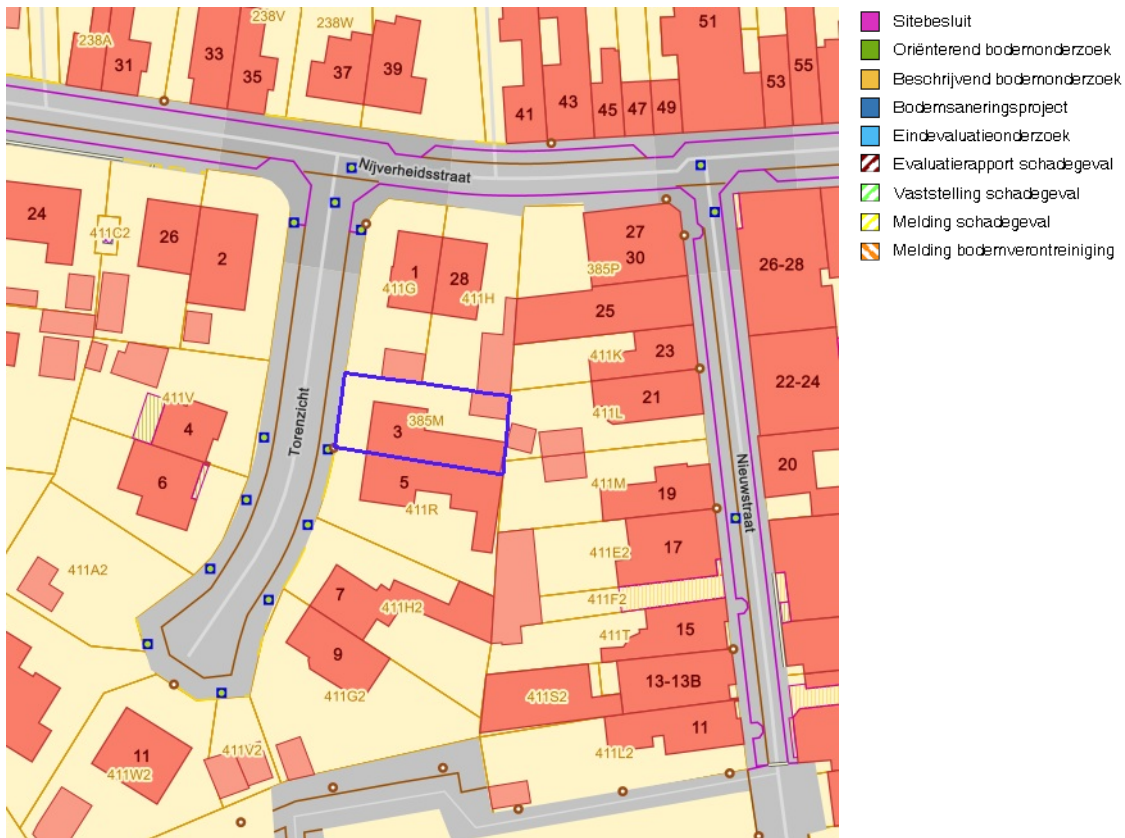 238V
238W
238A
31
33
35
37
39
41
43
45
47
49
51
53
55
Nijverheidsstraat
24
411C2
26
2
1
28
411G
411H
27
30
385P
25
26-28
411K
23
21
411L
22-24
411V
4
6
Torenzicht
385M
3
5
411R
Nieuwstraat
20
411M
19
411E2
17
411F2
411A2
7
411H2
9
411G2
411T
15
13-13B
411S2
11
411L2
11
411W2
411V2
Sitebesluit
Oriënterend bodemonderzoek
Beschrijvend bodemonderzoek
Bodemsaneringsproject
Eindevaluatieonderzoek
Evaluatierapport schadegeval
Vaststelling schadegeval
Melding schadegeval
Melding bodemverontreiniging